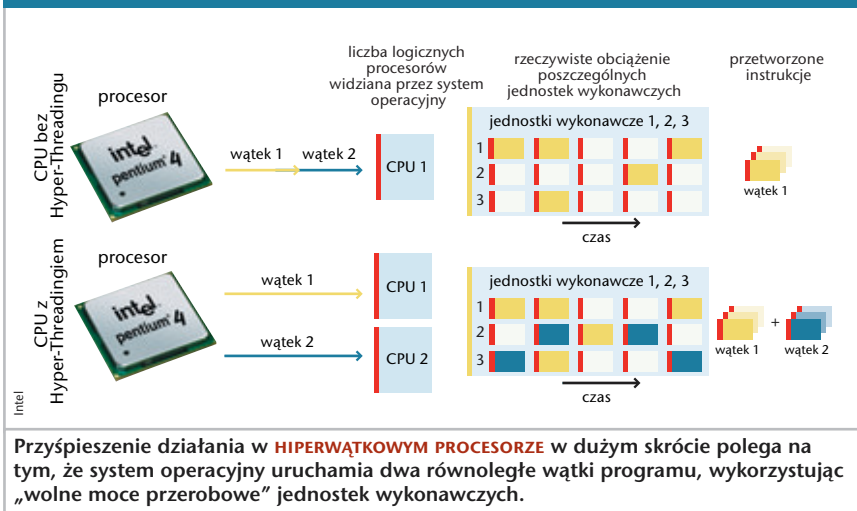 liczba logicznych
procesorów
widziana przez system
operacyjny
rzeczywiste obciążenie
poszczególnych
jednostek wykonawczych
przetworzone
instrukcje
CPU bez
Hyper-Threadingu
procesor
intel
pentium 4
wątek 1
wątek 2
CPU 1
jednostki wykonawcze 1, 2, 3
1
2
3
czas
wątek 1
CPU z
Hyper-Threadingiem
procesor
intel
pentium 4
wątek 1
wątek 2
CPU 1
CPU 2
jednostki wykonawcze 1, 2, 3
1
2
3
czas
+
wątek 1
wątek 2
Intel
Przyśpieszenie działania w HIPERWĄTKOWYM PROCESORZE w dużym skrócie polega na
tym, że system operacyjny uruchamia dwa równoległe wątki programu, wykorzystując
„wolne moce przerobowe” jednostek wykonawczych.